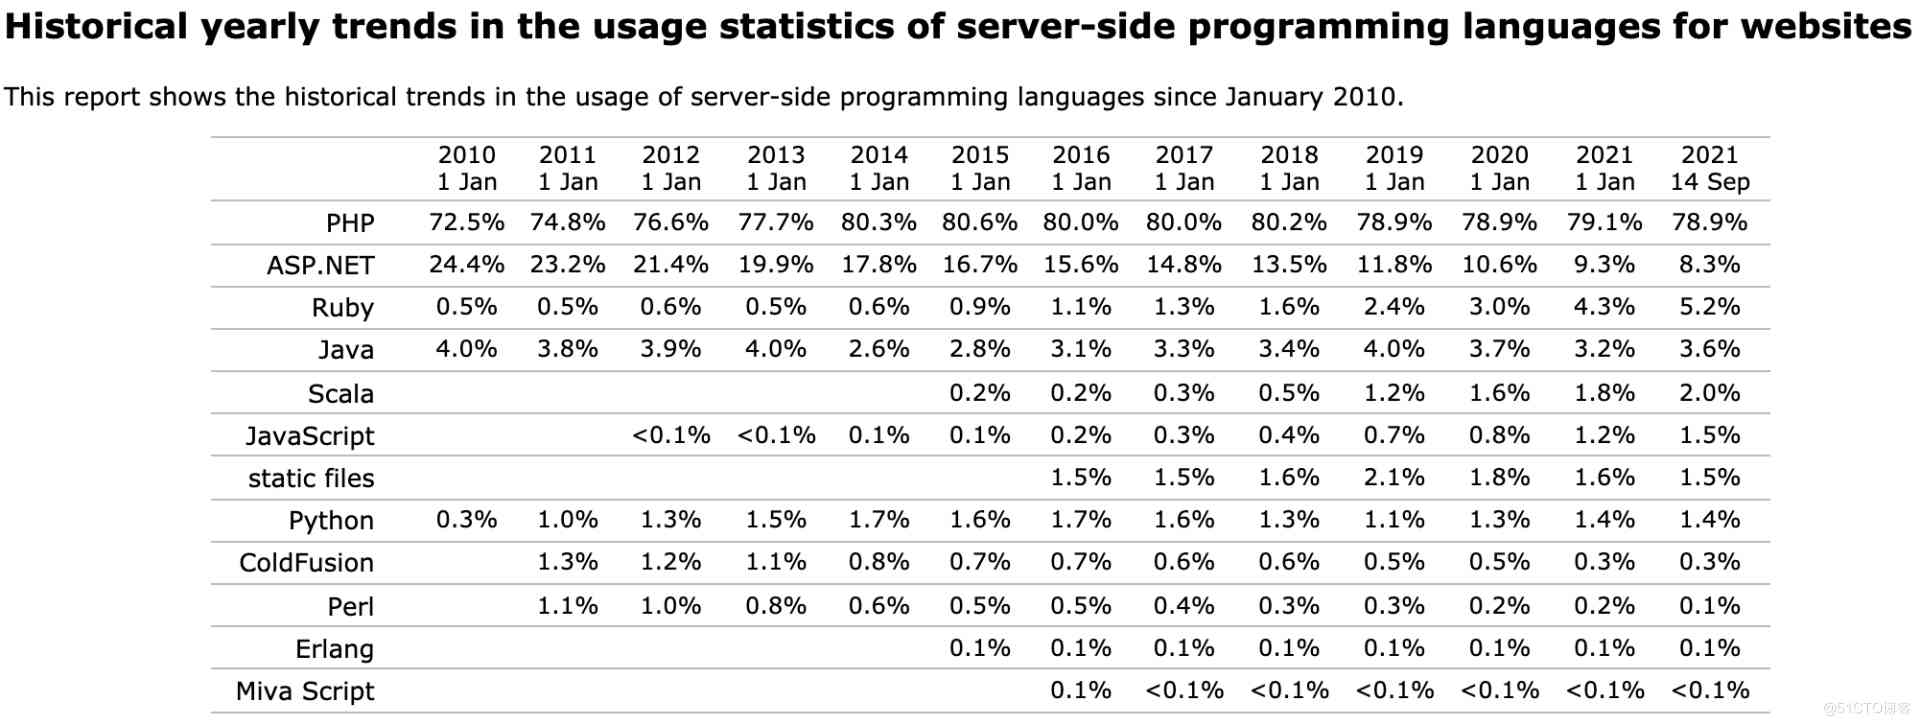 Historical yearly trends in the usage statistics of server-side programming languages for websites
This report shows the historical trends in the usage of server-side programming languages since January 2010.
2010 2011 2012 2013 2014 2015 2016 2017 2018 2019 2020 2021 2021
1 Jan 1 Jan 1 Jan 1 Jan 1 Jan 1 Jan 1 Jan 1 Jan 1 Jan 1 Jan 1 Jan 1 Jan 14 Sep
PHP 72.5% 74.8% 76.6% 77.7% 80.3% 80.6% 80.0% 80.0% 80.2% 78.9% 78.9% 79.1% 78.9%
ASP.NET 24.4% 23.2% 21.4% 19.9% 17.8% 16.7% 15.6% 14.8% 13.5% 11.8% 10.6% 9.3% 8.3%
Ruby 0.5% 0.5% 0.6% 0.5% 0.6% 0.9% 1.1% 1.3% 1.6% 2.4% 3.0% 4.3% 5.2%
Java 4.0% 3.8% 3.9% 4.0% 2.6% 2.8% 3.1% 3.3% 3.4% 4.0% 3.7% 3.2% 3.6%
Scala 0.2% 0.2% 0.3% 0.5% 1.2% 1.6% 1.8% 2.0%
JavaScript <0.1% <0.1% 0.1% 0.1% 0.2% 0.3% 0.4% 0.7% 0.8% 1.2% 1.5%
static files 1.5% 1.5% 1.6% 2.1% 1.8% 1.6% 1.5%
Python 0.3% 1.0% 1.3% 1.5% 1.7% 1.6% 1.7% 1.6% 1.3% 1.1% 1.3% 1.4% 1.4%
ColdFusion 1.3% 1.2% 1.1% 0.8% 0.7% 0.7% 0.6% 0.6% 0.5% 0.5% 0.3% 0.3%
Perl 1.1% 1.0% 0.8% 0.6% 0.5% 0.5% 0.4% 0.3% 0.3% 0.2% 0.2% 0.1%
Erlang 0.1% 0.1% 0.1% 0.1% 0.1% 0.1% 0.1% 0.1%
Miva Script 0.1% <0.1% <0.1% <0.1% <0.1% <0.1% <0.1%
@51CTO博客